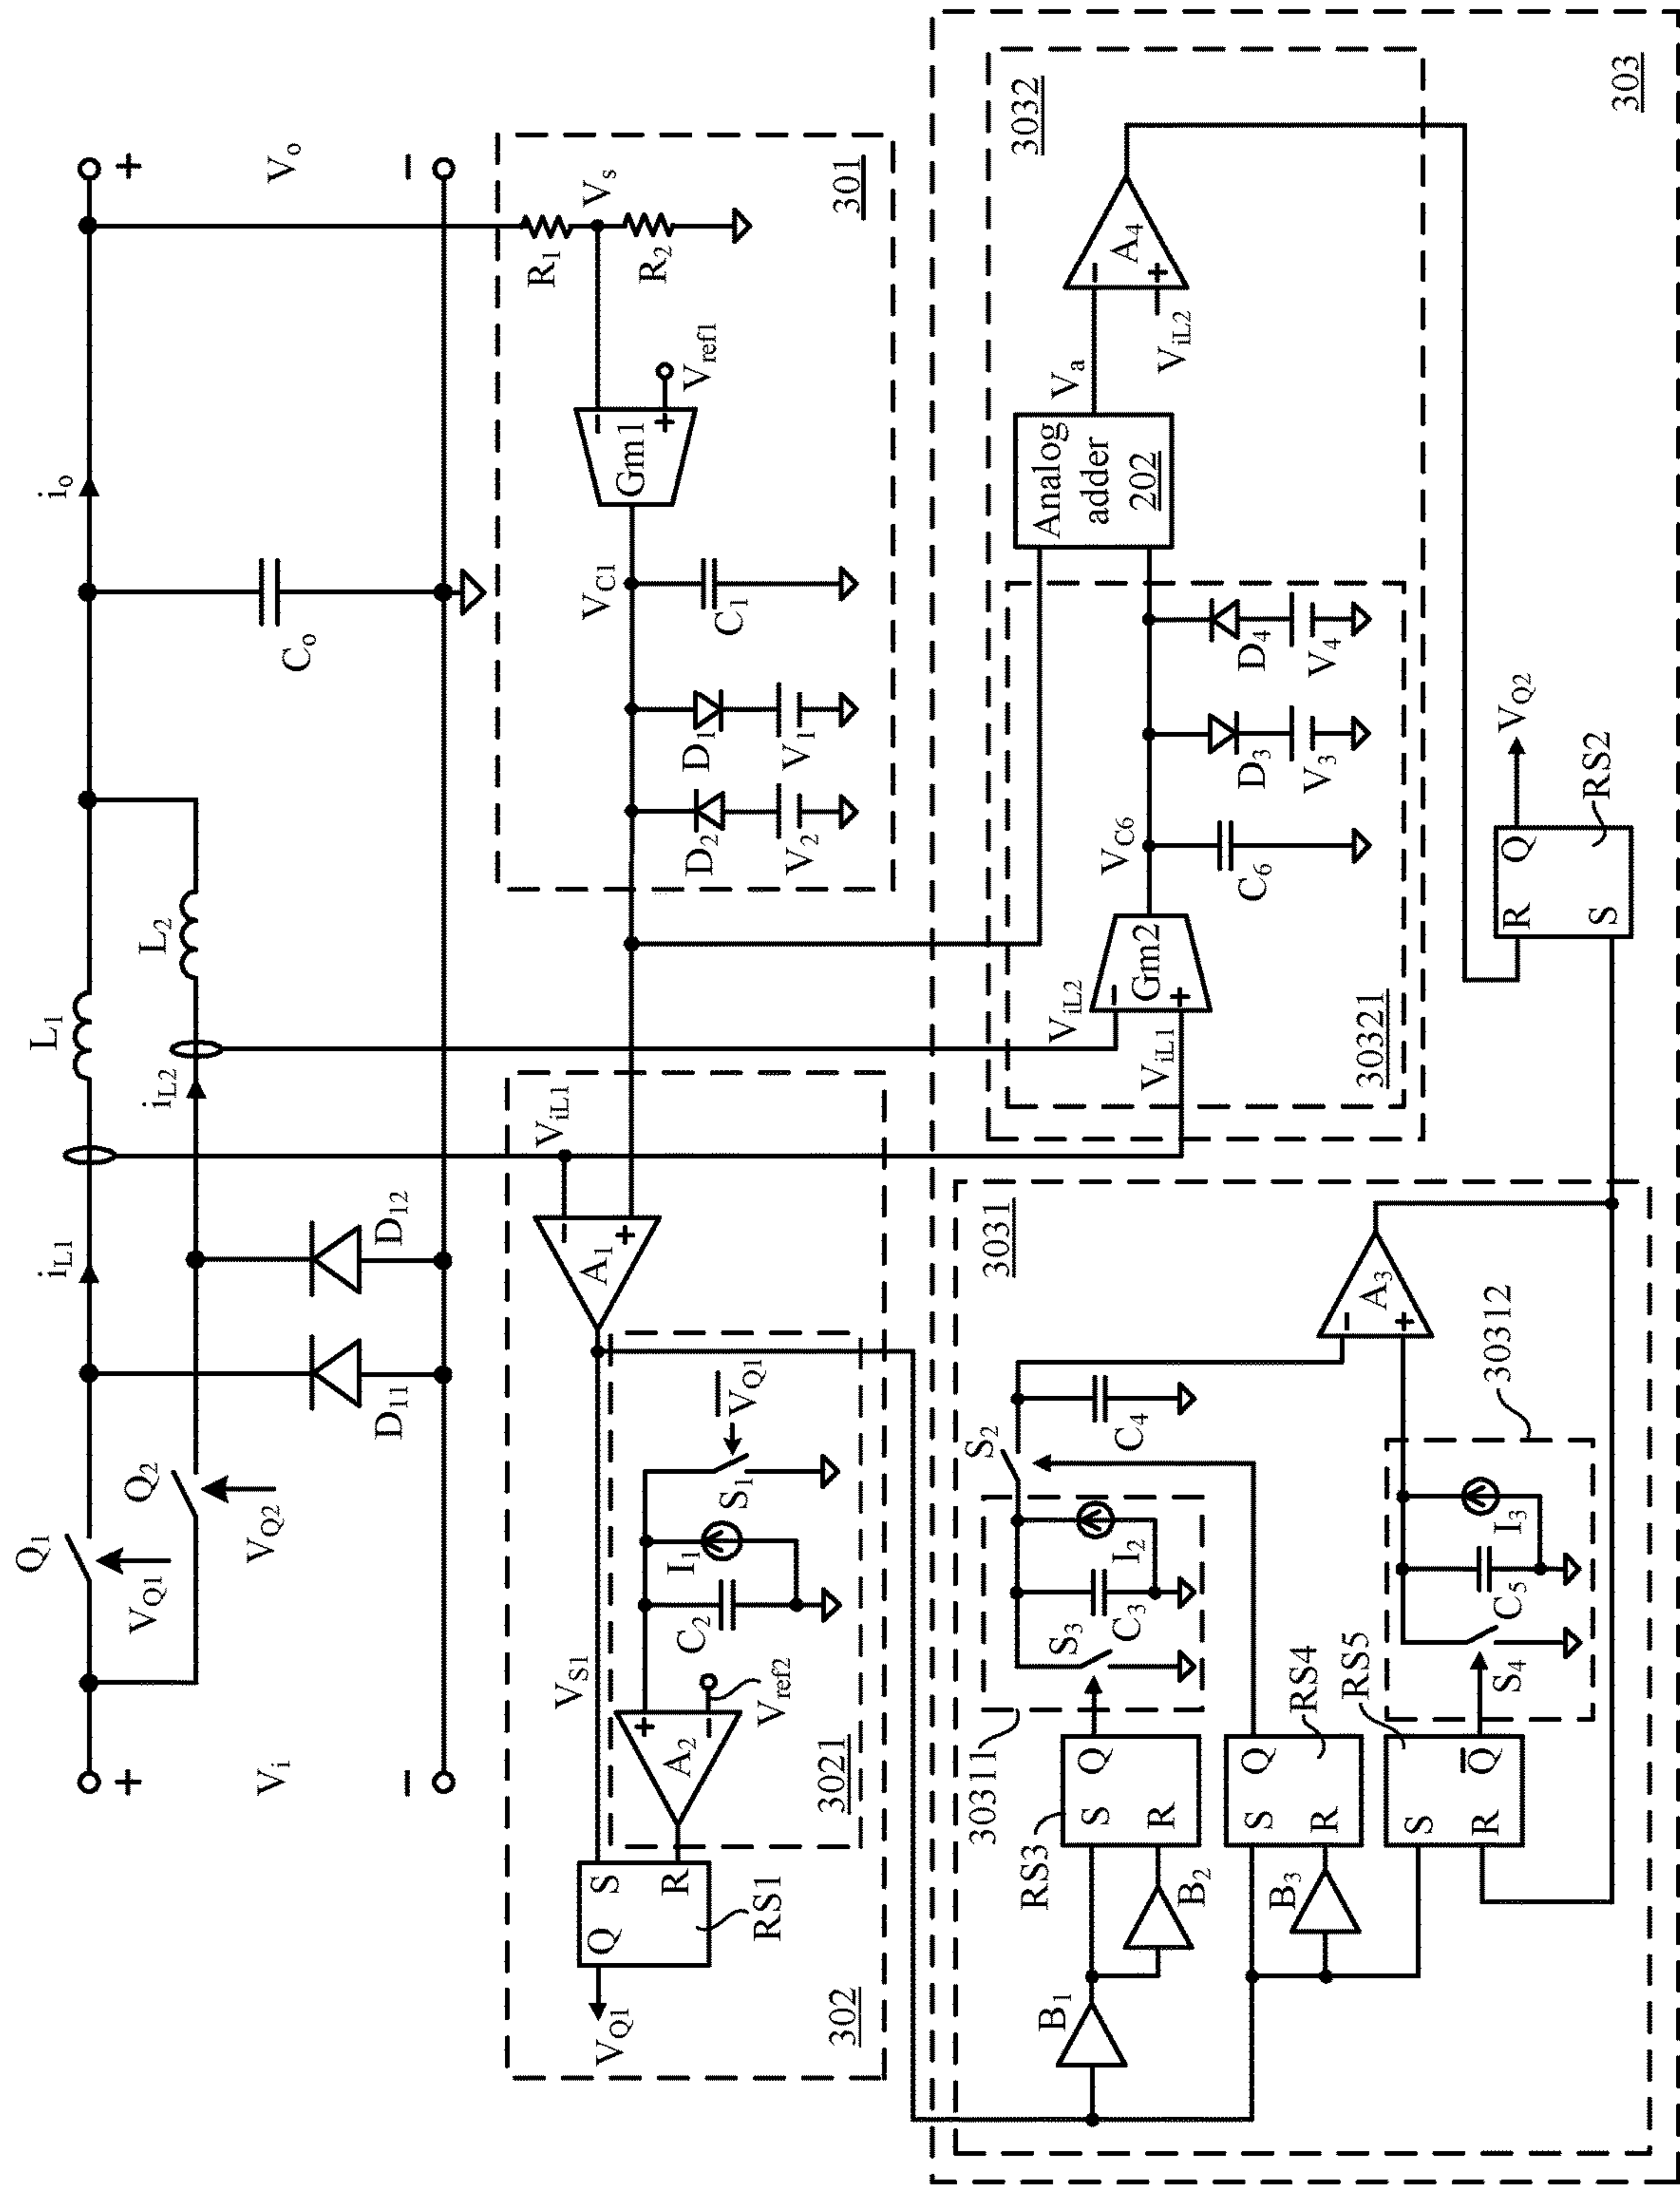 Vi
+
−
Q1
VQ1
Q2
VQ2
iL1
iL2
D11
D12
L1
L2
Co
io
+
Vo
−
VQ1
302
Q
S
R
RS1
VS1
3021
A2
+
−
Vref2
C2
I1
S1
VQ1
A1
−
+
ViL1
D2
V2
D1
V1
VC1
C1
Gm1
−
+
Vref1
R1
Vs
R2
301
B1
B2
B3
RS3
S
R
Q
30311
S3
C3
I2
S2
C4
S
R
Q
RS4
S
R
Q
RS5
S4
C5
I3
30312
−
+
A3
3031
ViL2
ViL1
−
+
Gm2
30321
VC6
C6
D3
V3
D4
V4
Analog
adder
202
Va
ViL2
−
+
A4
3032
R
S
Q
VQ2
RS2
303